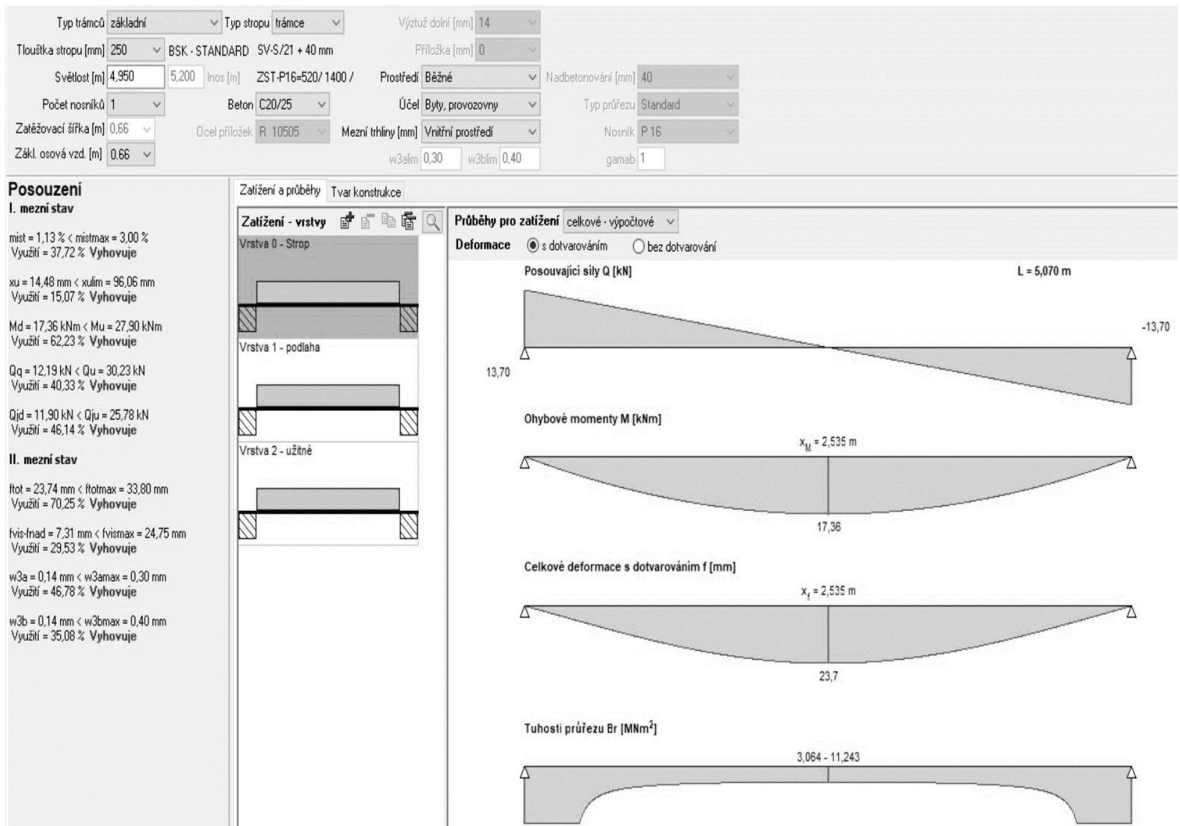 Typ trámců základní Typ stropu trámce Výztuž dolní [mm] 14
Tloušťka stropu [mm] 250 BSK - STANDARD SV-S/21 + 40 mm Příložka [mm] 0
Světlost [m] 4,950 5,200 lnos [m] ZST-P16=520/ 1400 / Prostředí Běžné Nadbetonování [mm] 40
Počet nosníků 1 Beton C20/25 Účel Byty, provozovny Typ průřezu Standard
Zatěžovací šířka [m] 0,66 Ocel příložek R 10505 Mezní trhliny [mm] Vnitřní prostředí Nosník P 16
Zákl. osová vzd. [m] 0.66 w3alim 0,30 w3blim 0,40 gamab 1
Posouzení
I. mezní stav
mist = 1,13 % < mistmax = 3,00 %
Využití = 37,72 % Vyhovuje
xu = 14,48 mm < xulim = 96,06 mm
Využití = 15,07 % Vyhovuje
Md = 17,36 kNm < Mu = 27,90 kNm
Využití = 62,23 % Vyhovuje
Qq = 12,19 kN < Qu = 30,23 kN
Využití = 40,33 % Vyhovuje
Qjd = 11,90 kN < Qju = 25,78 kN
Využití = 46,14 % Vyhovuje
II. mezní stav
ftot = 23,74 mm < ftotmax = 33,80 mm
Využití = 70,25 % Vyhovuje
fvis-fnad = 7,31 mm < fvismax = 24,75 mm
Využití = 29,53 % Vyhovuje
w3a = 0,14 mm < w3amax = 0,30 mm
Využití = 46,78 % Vyhovuje
w3b = 0,14 mm < w3bmax = 0,40 mm
Využití = 35,08 % Vyhovuje
Zatížení a průběhy Tvar konstrukce
Zatížení - vrstvy
Vrstva 0 - Strop
Vrstva 1 - podlaha
Vrstva 2 - užitné
Průběhy pro zatížení celkové - výpočtové
Deformace s dotvarováním bez dotvarování
Posouvající síly Q [kN] L = 5,070 m
-13,70
13,70
Ohybové momenty M [kNm]
xM = 2,535 m
17,36
Celkové deformace s dotvarováním f [mm]
xf = 2,535 m
23,7
Tuhosti průřezu Br [MNm²]
3,064 - 11,243